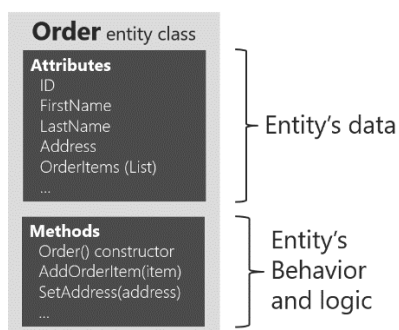 Order entity class
Attributes
ID
FirstName
LastName
Address
OrderItems (List)
...
Entity's data
Methods
Order() constructor
AddOrderItem(item)
SetAddress(address)
...
Entity's
Behavior
and logic